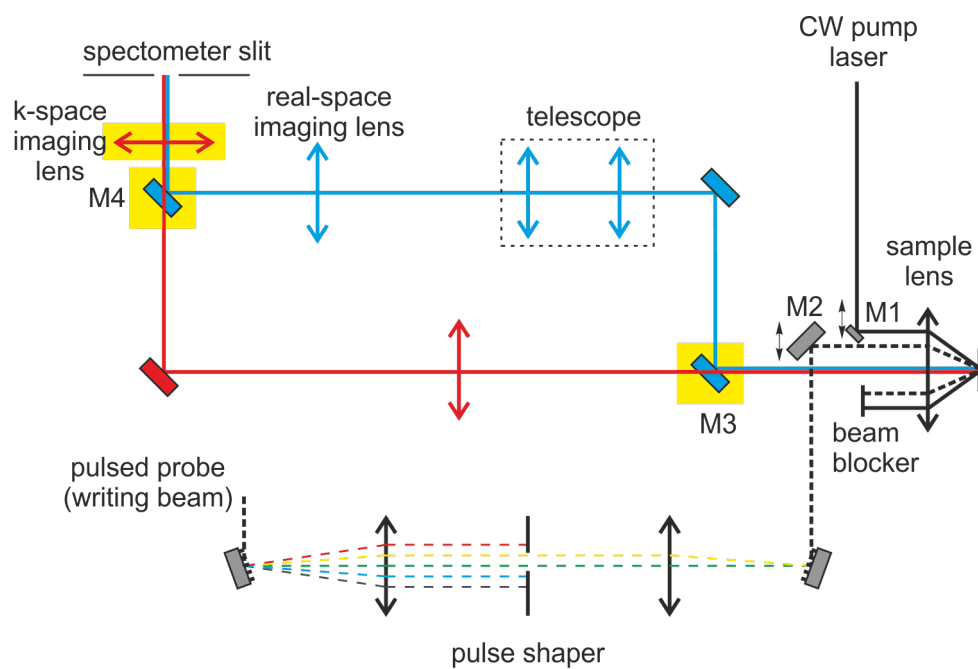 spectometer slit
CW pump
laser
k-space
imaging
lens
real-space
imaging lens
telescope
M4
sample
lens
M2
M1
M3
beam
blocker
pulsed probe
(writing beam)
pulse shaper